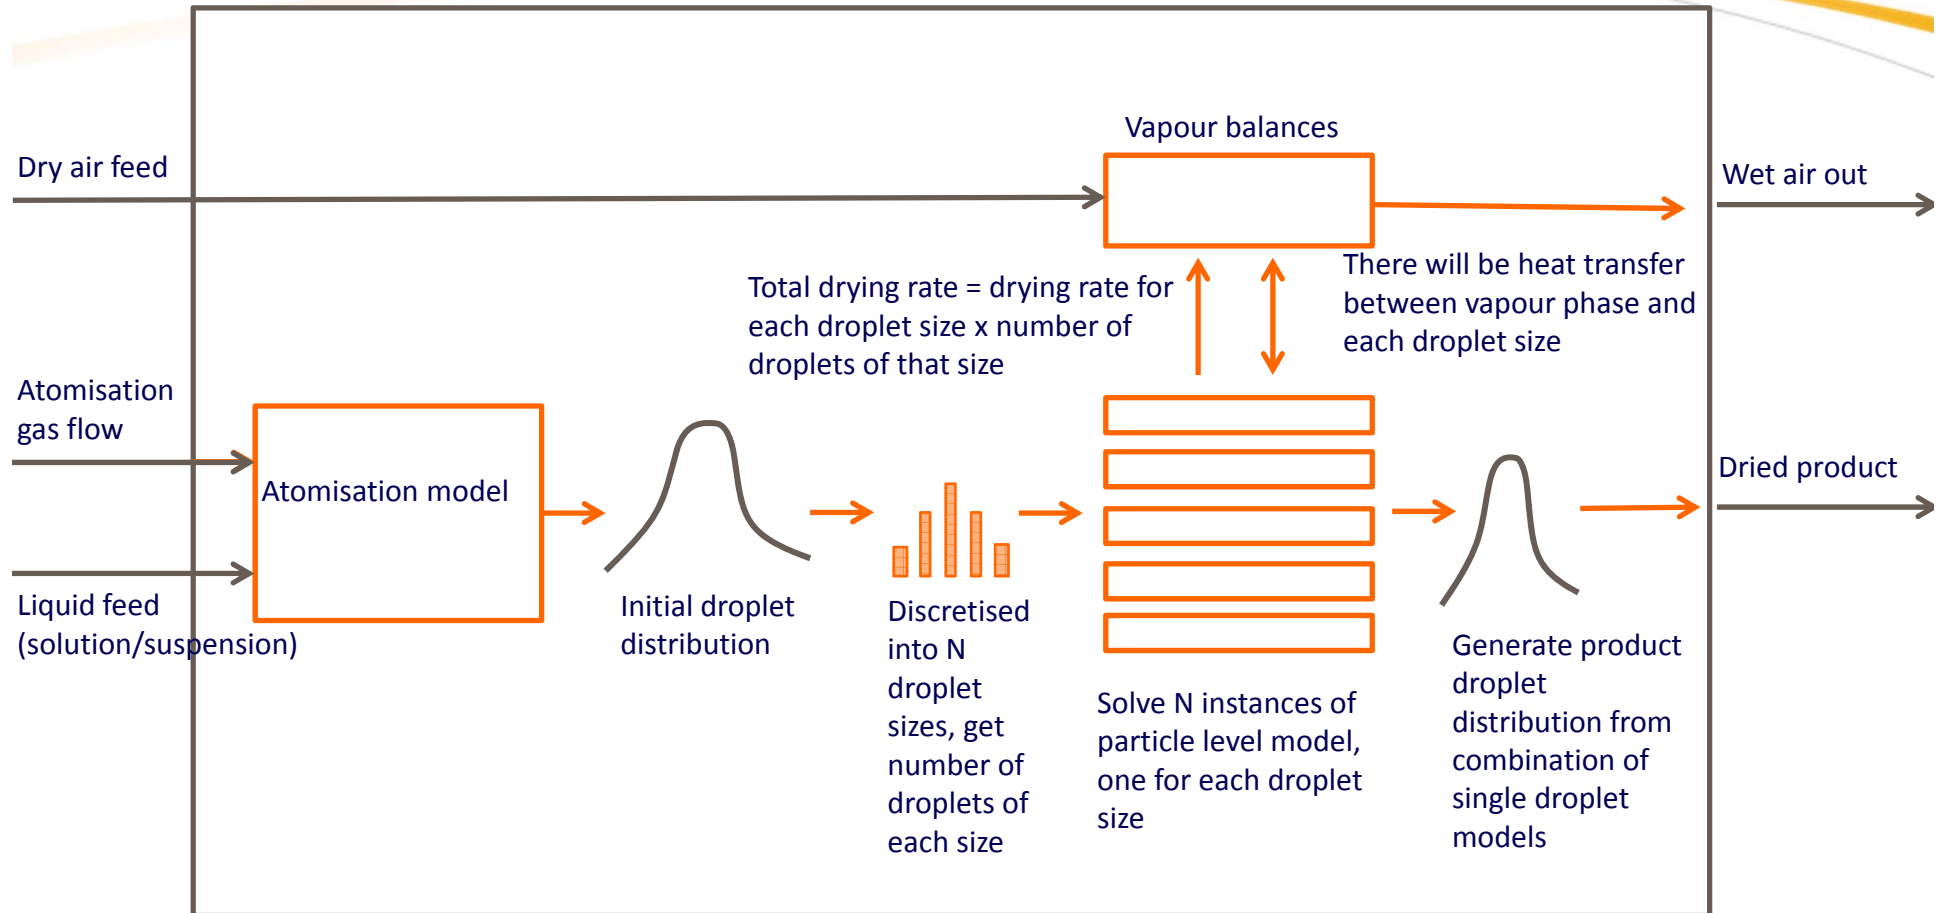 Vapour balances
Dry air feed
Wet air out
Total drying rate = drying rate for
each droplet size x number of
droplets of that size
There will be heat transfer
between vapour phase and
each droplet size
Atomisation
gas flow
Atomisation model
Dried product
Liquid feed
(solution/suspension)
Initial droplet
distribution
Discretised
into N
droplet
sizes, get
number of
droplets of
each size
Solve N instances of
particle level model,
one for each droplet
size
Generate product
droplet
distribution from
combination of
single droplet
models